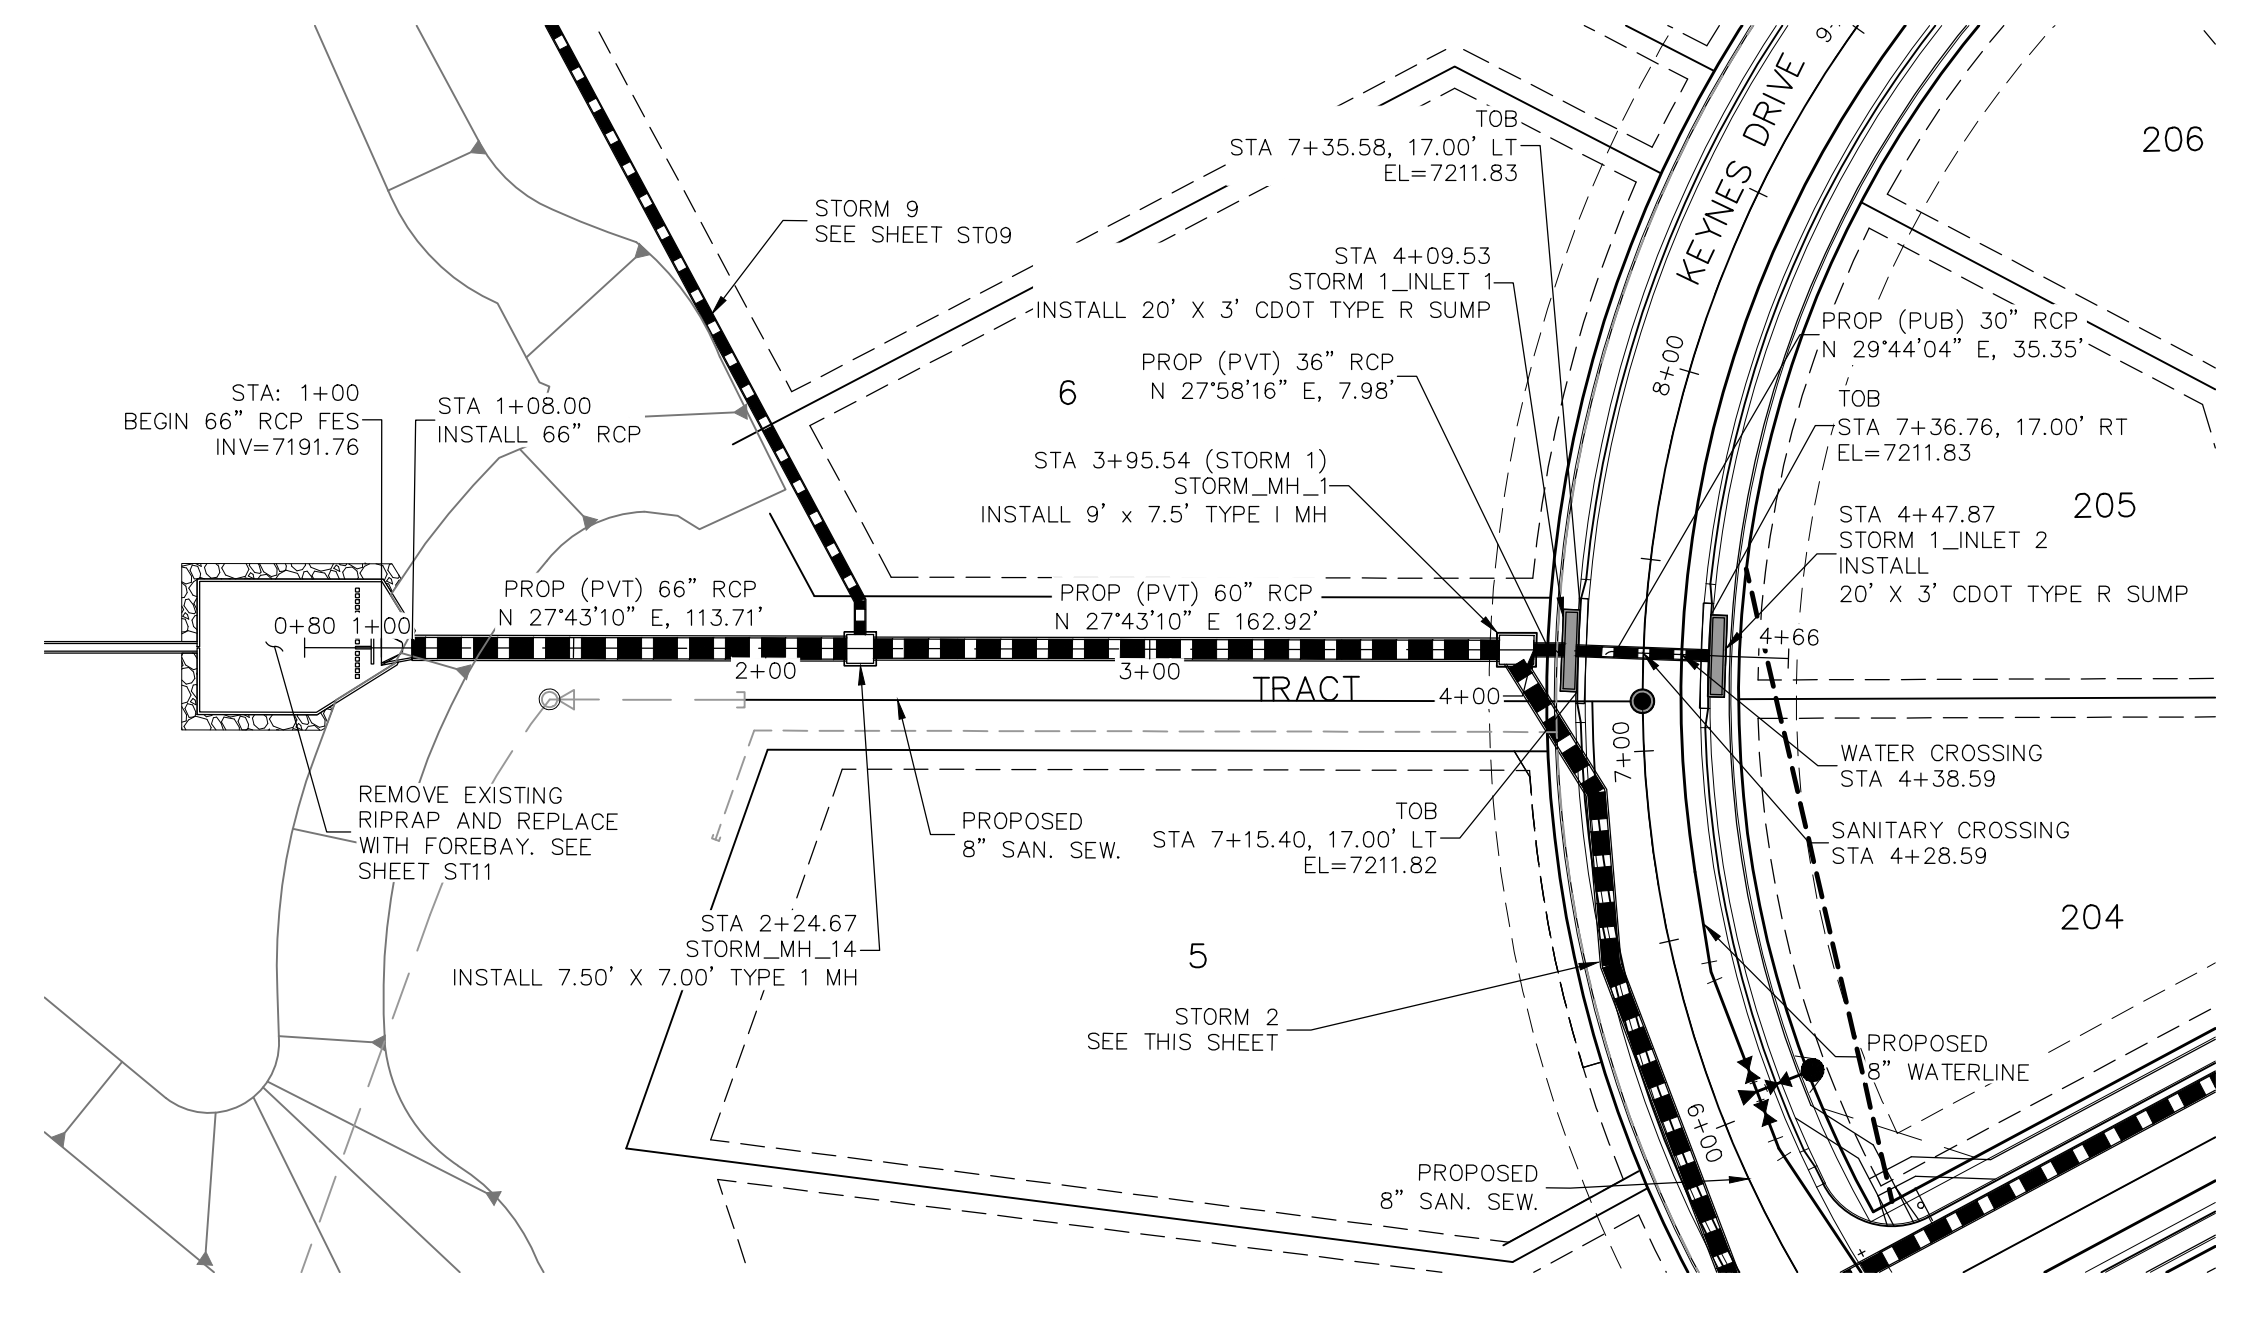 TOB
STA 7+35.58, 17.00' LT
EL=7211.83
KEYNES DRIVE
206
STORM 9
SEE SHEET ST09
STA 4+09.53
STORM 1_INLET 1
INSTALL 20' X 3' CDOT TYPE R SUMP
PROP (PUB) 30" RCP
N 29°44'04" E, 35.35'
PROP (PVT) 36" RCP
N 27°58'16" E, 7.98'
8+00
6
STA: 1+00
BEGIN 66" RCP FES
INV=7191.76
STA 1+08.00
INSTALL 66" RCP
TOB
STA 7+36.76, 17.00' RT
EL=7211.83
STA 3+95.54 (STORM 1)
STORM_MH_1
INSTALL 9' x 7.5' TYPE I MH
205
STA 4+47.87
STORM 1_INLET 2
INSTALL
20' X 3' CDOT TYPE R SUMP
PROP (PVT) 66" RCP
N 27°43'10" E, 113.71'
PROP (PVT) 60" RCP
N 27°43'10" E 162.92'
0+80
1+00
2+00
3+00
4+00
4+66
TRACT
7+00
WATER CROSSING
STA 4+38.59
REMOVE EXISTING
RIPRAP AND REPLACE
WITH FOREBAY. SEE
SHEET ST11
PROPOSED
8" SAN. SEW.
TOB
STA 7+15.40, 17.00' LT
EL=7211.82
SANITARY CROSSING
STA 4+28.59
STA 2+24.67
STORM_MH_14
INSTALL 7.50' X 7.00' TYPE 1 MH
5
204
STORM 2
SEE THIS SHEET
PROPOSED
8" WATERLINE
6+00
PROPOSED
8" SAN. SEW.